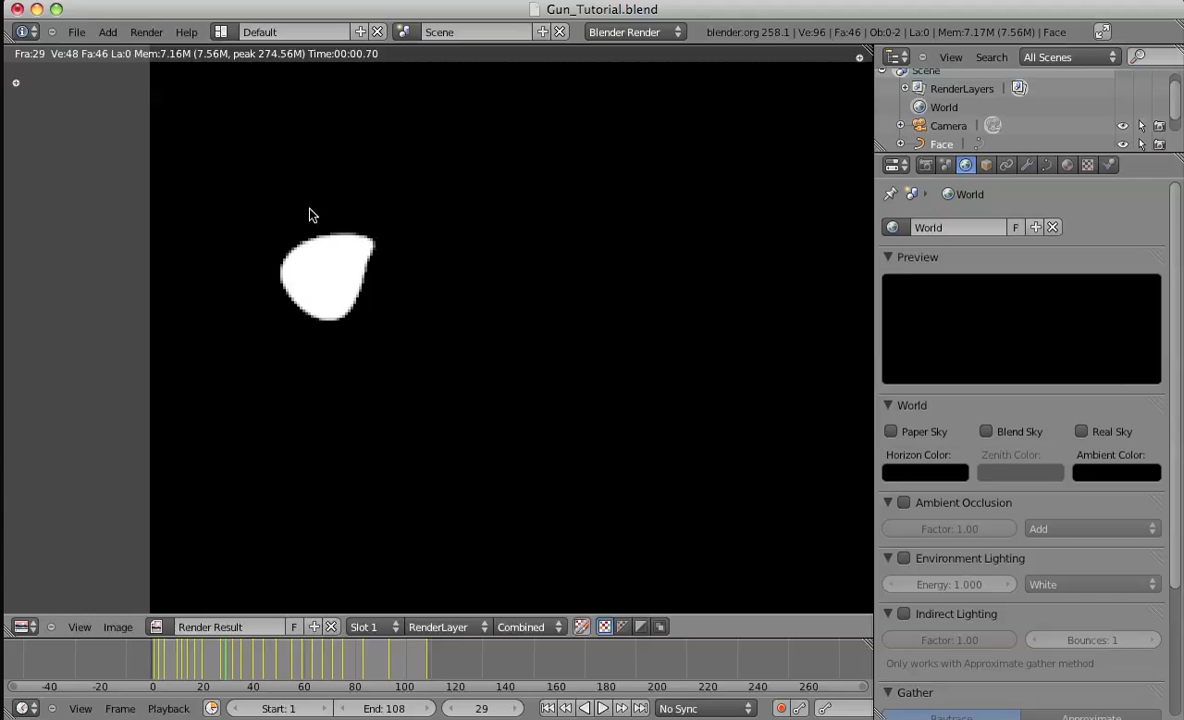 Gun_Tutorial.blend
File Add Render Help Default Scene Blender Render blender.org 258.1 | Ve:96 | Fa:46 | Ob:0-2 | La:0 | Mem:7.17M (7.56M) | Face
Fra:29 Ve:48 Fa:46 La:0 Mem:7.16M (7.56M, peak 274.56M) Time:00:00.70
View Search All Scenes
Scene
RenderLayers
World
Camera
Face
World
World F
Preview
World
Paper Sky Blend Sky Real Sky
Horizon Color: Zenith Color: Ambient Color:
Ambient Occlusion
Factor: 1.00 Add
Environment Lighting
Energy: 1.000 White
Indirect Lighting
Factor: 1.00 Bounces: 1
Only works with Approximate gather method
Gather
Raytrace Approximate
View Image Render Result F Slot 1 RenderLayer Combined
-40 -20 0 20 40 60 80 100 120 140 160 180 200 220 240 260
View Frame Playback Start: 1 End: 108 29 No Sync